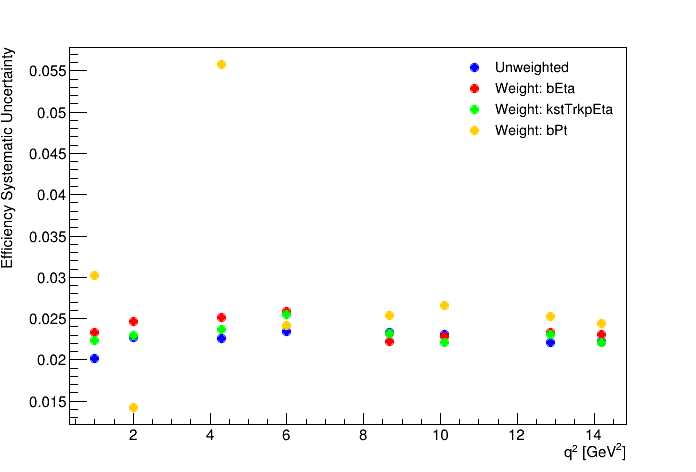 Efficiency Systematic Uncertainty
0.055
0.05
0.045
0.04
0.035
0.03
0.025
0.02
0.015
Unweighted
Weight: bEta
Weight: kstTrkpEta
Weight: bPt
2 4 6 8 10 12 14
q² [GeV²]